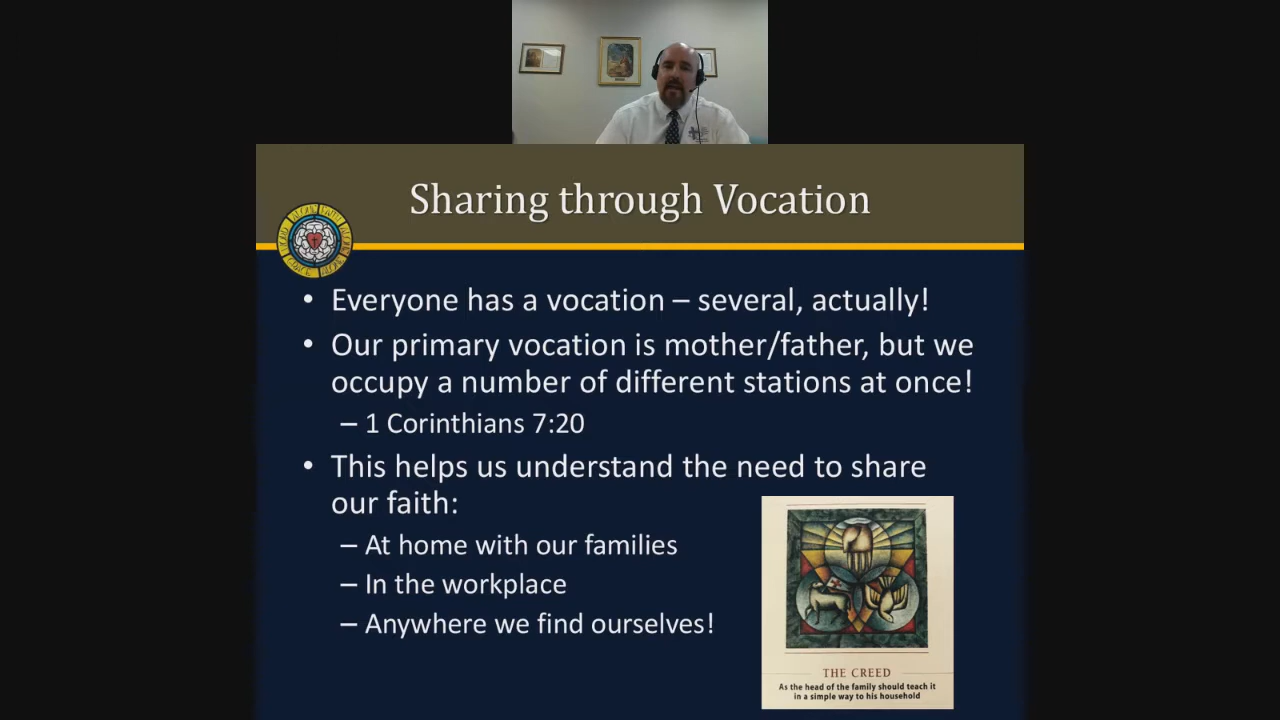 Sharing through Vocation
• Everyone has a vocation – several, actually!
• Our primary vocation is mother/father, but we
occupy a number of different stations at once!
– 1 Corinthians 7:20
• This helps us understand the need to share
our faith:
– At home with our families
– In the workplace
– Anywhere we find ourselves!
THE CREED
As the head of the family should teach it
in a simple way to his household